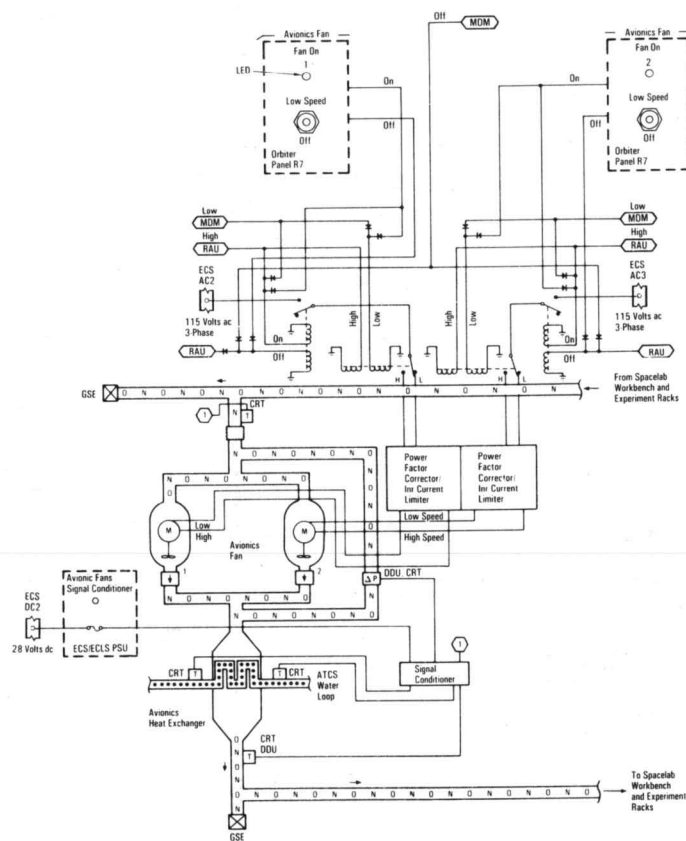 Off
MDM
Avionics Fan
Fan On
1
LED
Low Speed
Off
Orbiter
Panel R7
On
Off
Avionics Fan
Fan On
2
Low Speed
Off
Orbiter
Panel R7
On
Off
Low
MDM
High
RAU
Low
MDM
High
RAU
ECS
AC2
115 Volts ac
3-Phase
RAU
On
Off
High
Low
High
Low
ECS
AC3
115 Volts ac
3-Phase
On
Off
RAU
H
L
H
L
GSE
O N O N O N O N O N O N O N O N O N
From Spacelab
Workbench and
Experiment Racks
1
CRT
N
T
N O N O N O
Power
Factor
Corrector/
Inr Current
Limiter
Power
Factor
Corrector/
Inr Current
Limiter
M
Low
High
M
Low Speed
High Speed
Avionics
Fan
1
2
ΔP
DDU, CRT
ECS
DC2
28 Volts dc
Avionic Fans
Signal Conditioner
ECS/ECLS PSU
CRT
T
T
CRT
ATCS
Water
Loop
Signal
Conditioner
1
Avionics
Heat Exchanger
CRT
DDU
T
N O N O N O N O N O N O N O N
To Spacelab
Workbench
and Experiment
Racks
GSE